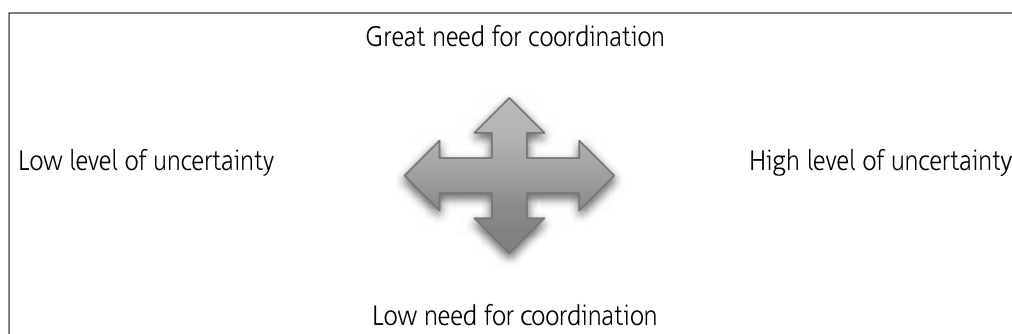 Great need for coordination
Low level of uncertainty
High level of uncertainty
Low need for coordination